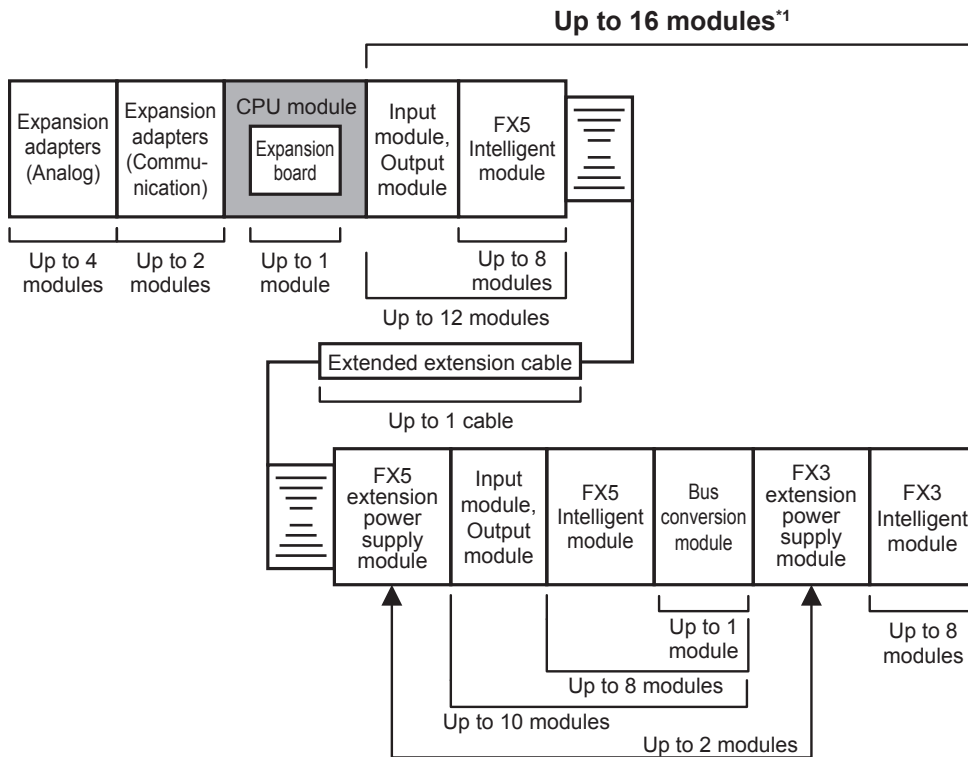 Up to 16 modules*1
Expansion
adapters
(Analog)
Expansion
adapters
(Commu-
nication)
CPU module
Expansion
board
Input
module,
Output
module
FX5
Intelligent
module
Up to 4
modules
Up to 2
modules
Up to 1
module
Up to 8
modules
Up to 12 modules
Extended extension cable
Up to 1 cable
FX5
extension
power
supply
module
Input
module,
Output
module
FX5
Intelligent
module
Bus
conversion
module
FX3
extension
power
supply
module
FX3
Intelligent
module
Up to 1
module
Up to 8
modules
Up to 8 modules
Up to 10 modules
Up to 2 modules